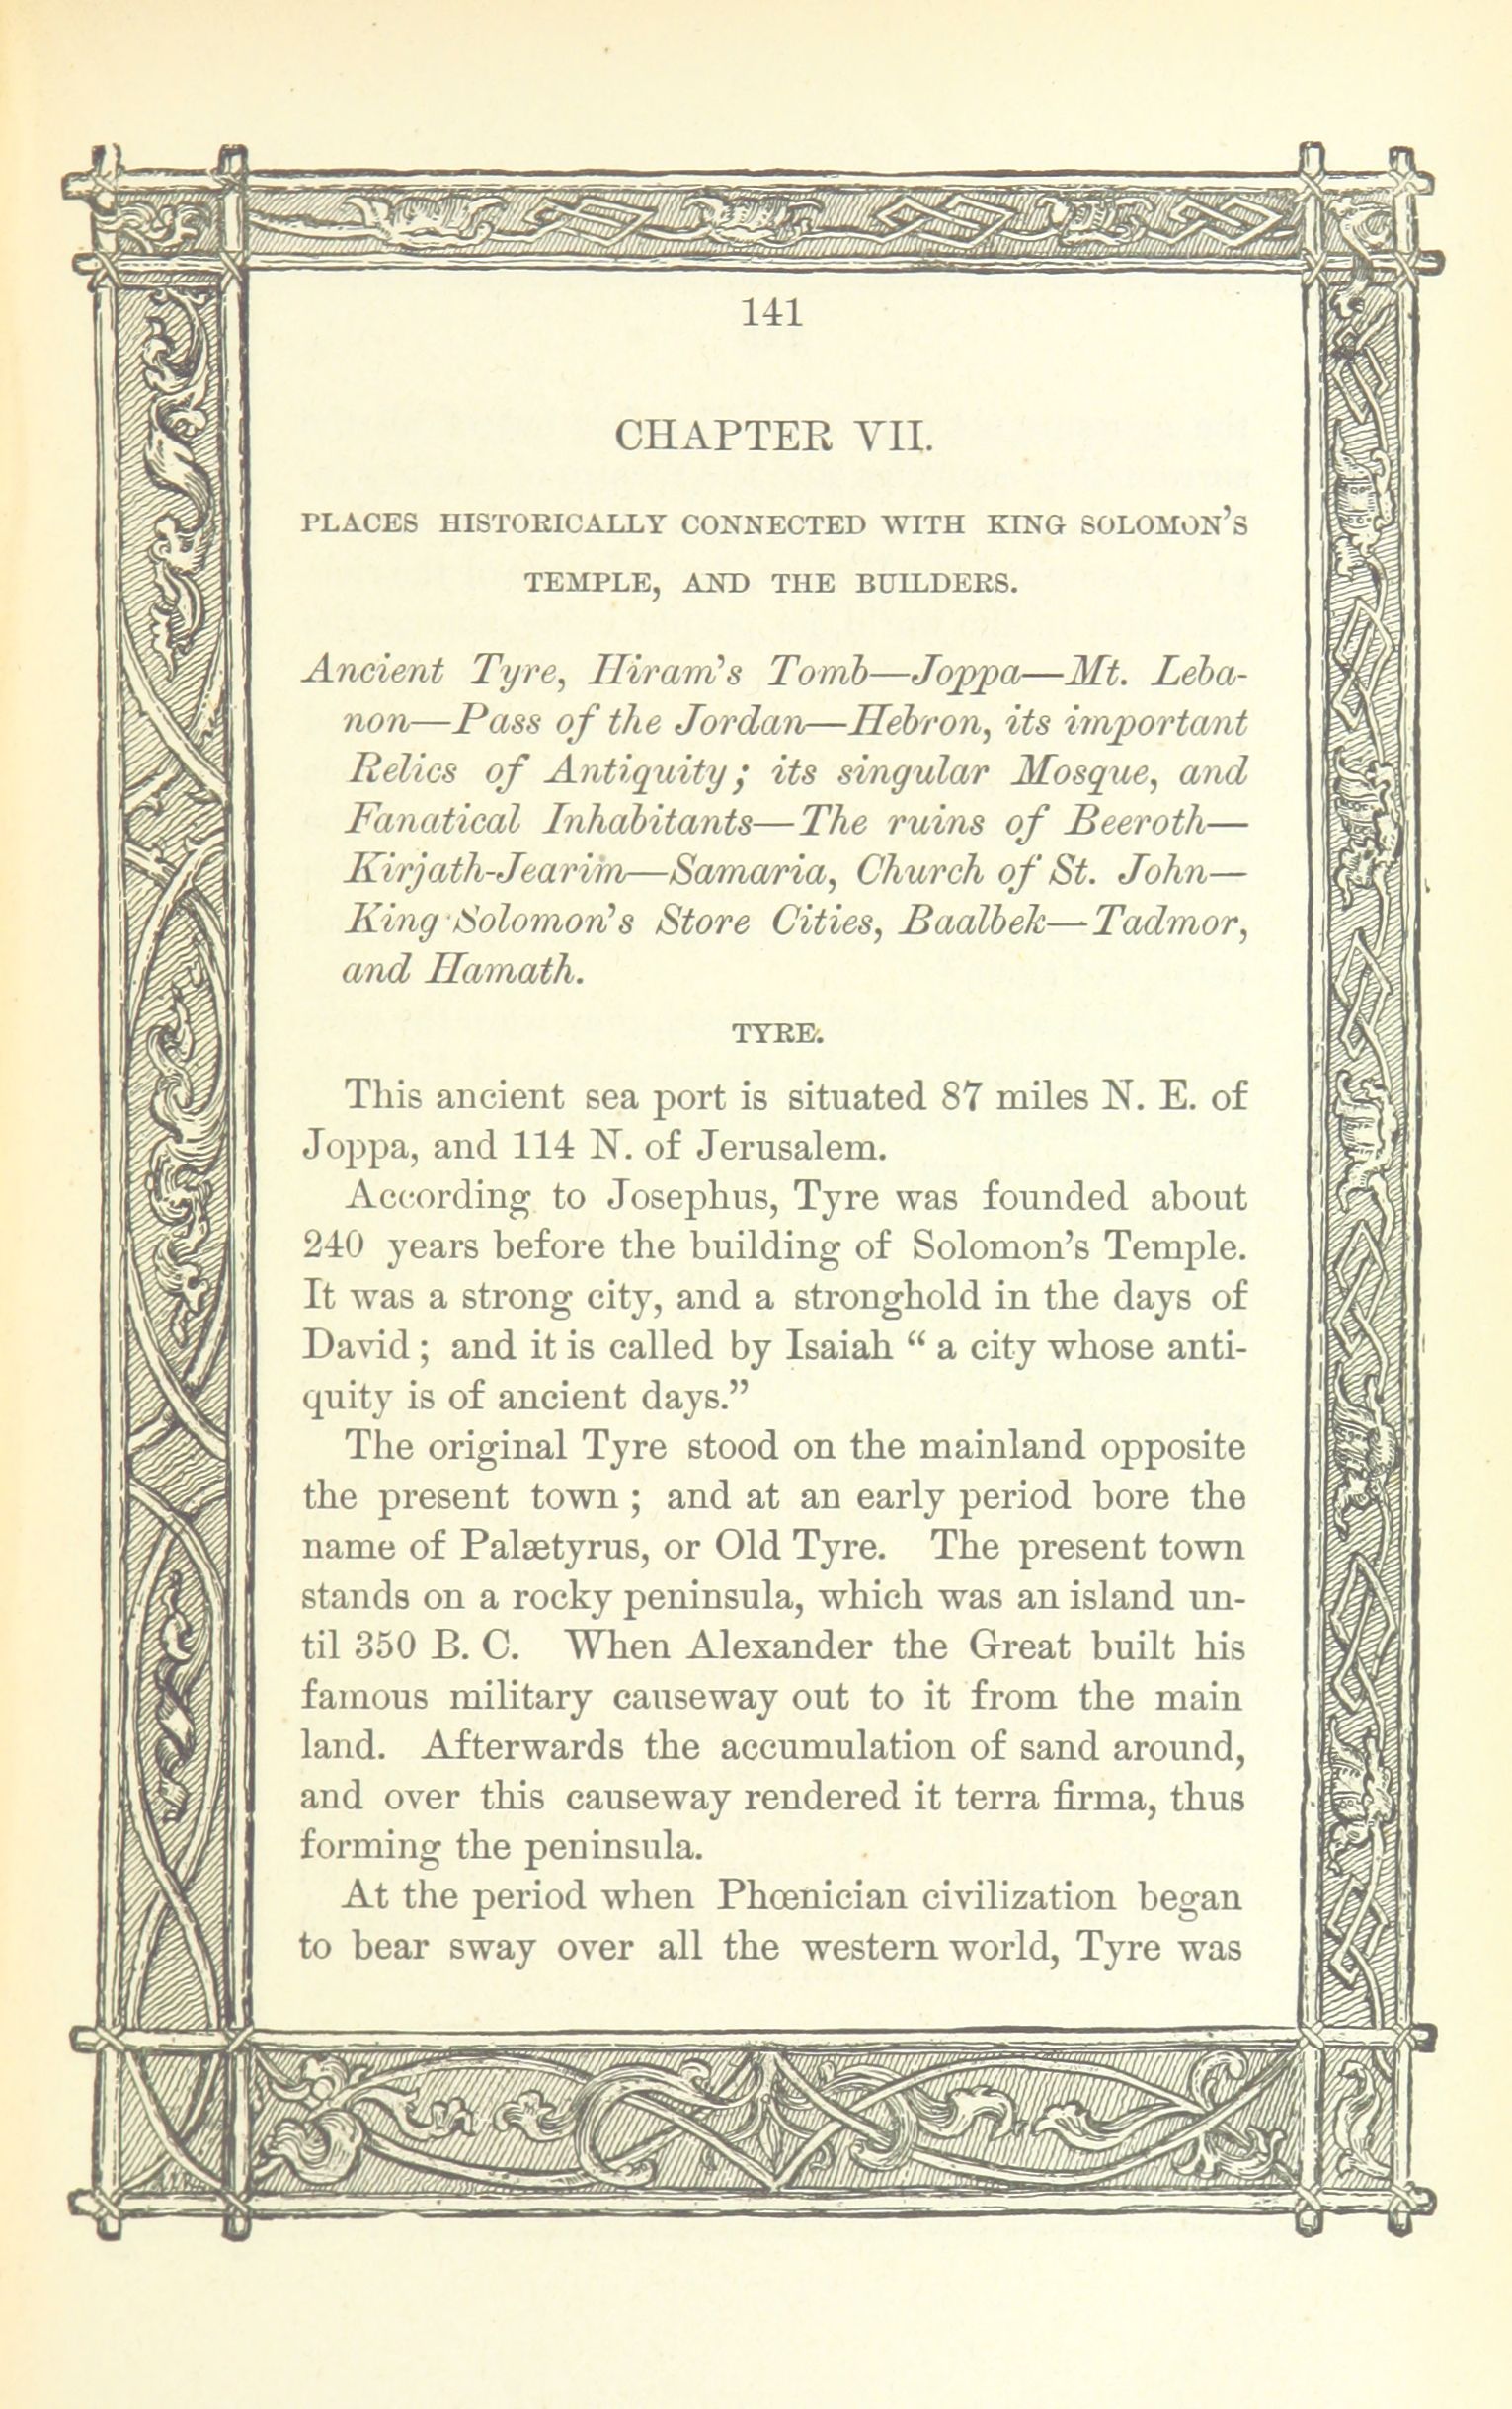 141
CHAPTER VII.
PLACES HISTORICALLY CONNECTED WITH KING SOLOMON'S
TEMPLE, AND THE BUILDERS.
Ancient Tyre, Hiram's Tomb—Joppa—Mt. Leba-
non—Pass of the Jordan—Hebron, its important
Relics of Antiquity; its singular Mosque, and
Fanatical Inhabitants—The ruins of Beeroth—
Kirjath-Jearim—Samaria, Church of St. John—
King Solomon's Store Cities, Baalbek—Tadmor,
and Hamath.
TYRE.
This ancient sea port is situated 87 miles N. E. of
Joppa, and 114 N. of Jerusalem.
According to Josephus, Tyre was founded about
240 years before the building of Solomon's Temple.
It was a strong city, and a stronghold in the days of
David; and it is called by Isaiah "a city whose anti-
quity is of ancient days."
The original Tyre stood on the mainland opposite
the present town; and at an early period bore the
name of Palætyrus, or Old Tyre. The present town
stands on a rocky peninsula, which was an island un-
til 350 B. C. When Alexander the Great built his
famous military causeway out to it from the main
land. Afterwards the accumulation of sand around,
and over this causeway rendered it terra firma, thus
forming the peninsula.
At the period when Phœnician civilization began
to bear sway over all the western world, Tyre was